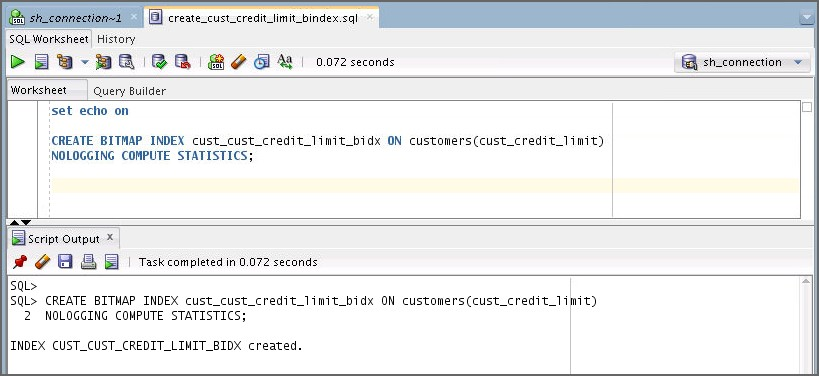 sh_connection~1 create_cust_credit_limit_bindex.sql
SQL Worksheet History
0.072 seconds sh_connection
Worksheet Query Builder
set echo on
CREATE BITMAP INDEX cust_cust_credit_limit_bidx ON customers(cust_credit_limit)
NOLOGGING COMPUTE STATISTICS;
Script Output x
Task completed in 0.072 seconds
SQL>
SQL> CREATE BITMAP INDEX cust_cust_credit_limit_bidx ON customers(cust_credit_limit)
2 NOLOGGING COMPUTE STATISTICS;
INDEX CUST_CUST_CREDIT_LIMIT_BIDX created.